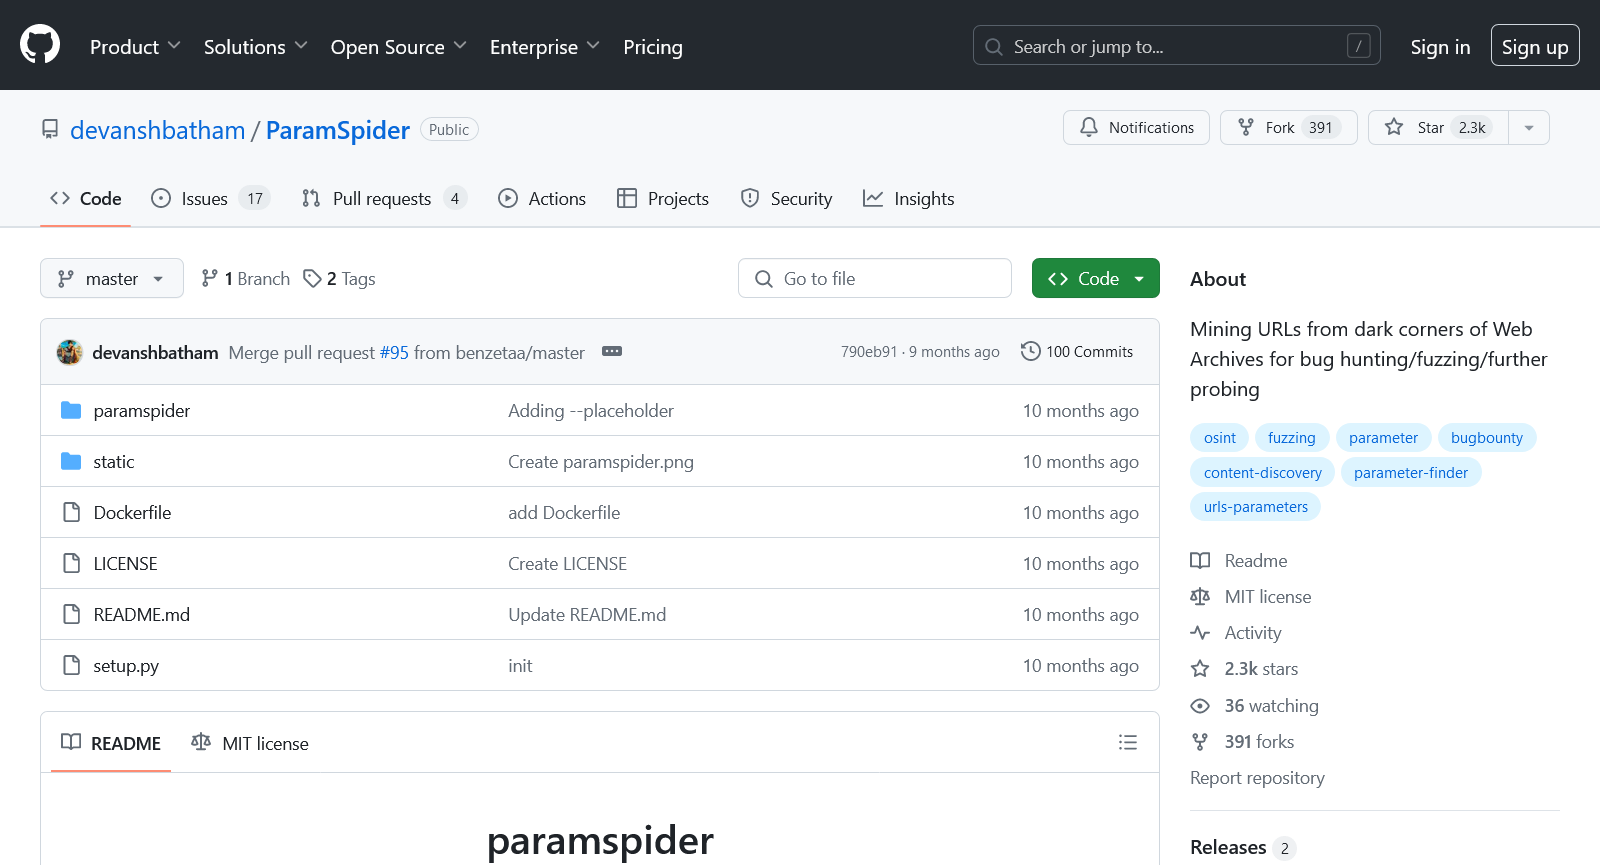 Product Solutions Open Source Enterprise Pricing Search or jump to... / Sign in Sign up
devanshbatham / ParamSpider Public Notifications Fork 391 Star 2.3k
Code Issues 17 Pull requests 4 Actions Projects Security Insights
master 1 Branch 2 Tags Go to file Code
devanshbatham Merge pull request #95 from benzetaa/master 790eb91 · 9 months ago 100 Commits
paramspider Adding --placeholder 10 months ago
static Create paramspider.png 10 months ago
Dockerfile add Dockerfile 10 months ago
LICENSE Create LICENSE 10 months ago
README.md Update README.md 10 months ago
setup.py init 10 months ago
README MIT license
paramspider
About
Mining URLs from dark corners of Web
Archives for bug hunting/fuzzing/further
probing
osint fuzzing parameter bugbounty
content-discovery parameter-finder
urls-parameters
Readme
MIT license
Activity
2.3k stars
36 watching
391 forks
Report repository
Releases 2